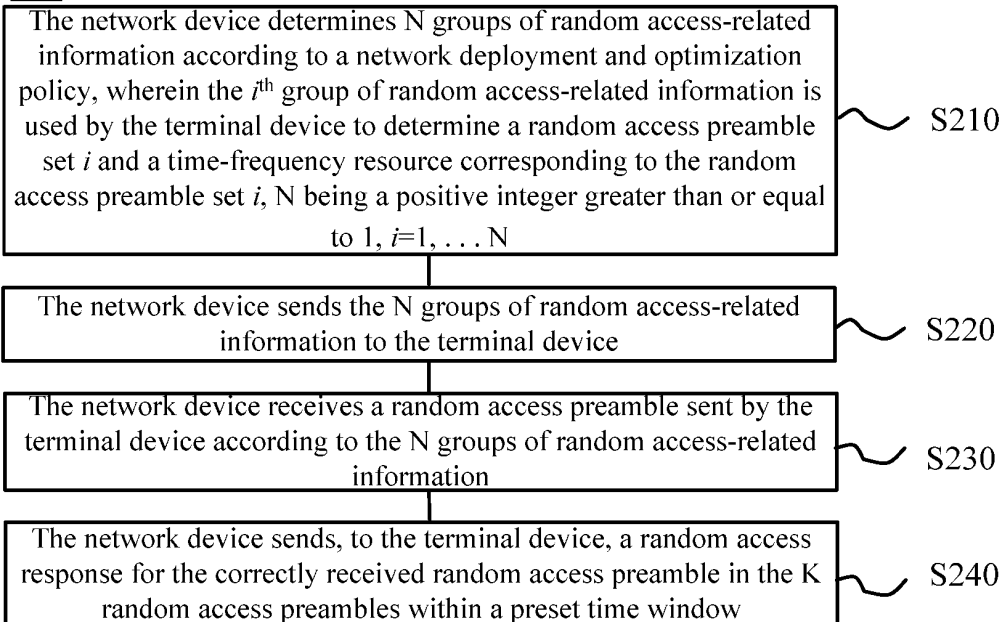 The network device determines N groups of random access-related
information according to a network deployment and optimization
policy, wherein the iᵗʰ group of random access-related information is
used by the terminal device to determine a random access preamble
set i and a time-frequency resource corresponding to the random
access preamble set i, N being a positive integer greater than or equal
to 1, i=1, . . . N
S210
The network device sends the N groups of random access-related
information to the terminal device
S220
The network device receives a random access preamble sent by the
terminal device according to the N groups of random access-related
information
S230
The network device sends, to the terminal device, a random access
response for the correctly received random access preamble in the K
random access preambles within a preset time window
S240